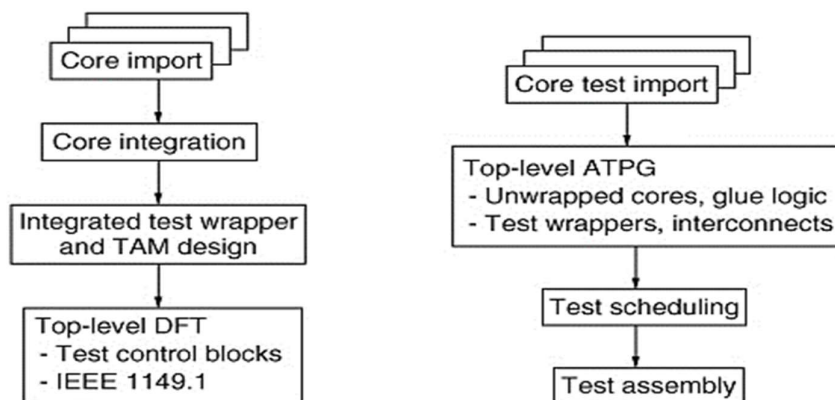 Core import
Core integration
Integrated test wrapper
and TAM design
Top-level DFT
- Test control blocks
- IEEE 1149.1
Core test import
Top-level ATPG
- Unwrapped cores, glue logic
- Test wrappers, interconnects
Test scheduling
Test assembly